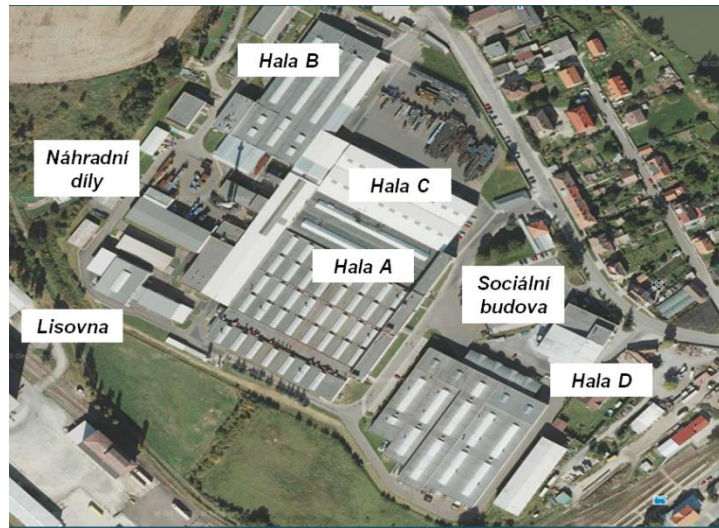 Hala B
Náhradní
díly
Hala C
Hala A
Sociální
budova
Lisovna
Hala D